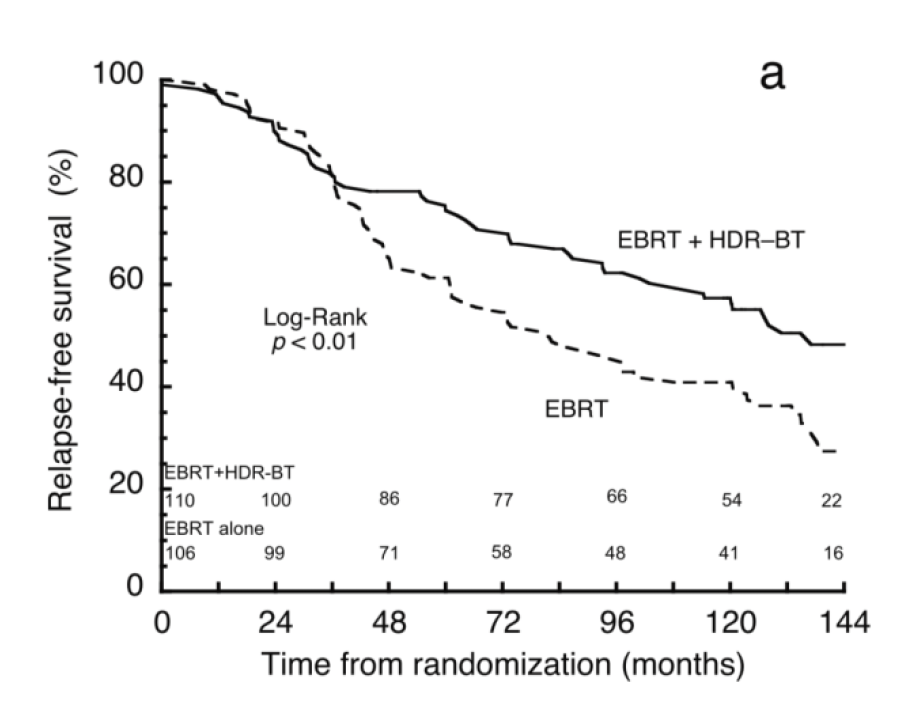 a
100
80
60
40
20
0
Relapse-free survival (%)
EBRT + HDR–BT
Log-Rank
p < 0.01
EBRT
EBRT+HDR-BT
110 100 86 77 66 54 22
EBRT alone
106 99 71 58 48 41 16
0 24 48 72 96 120 144
Time from randomization (months)